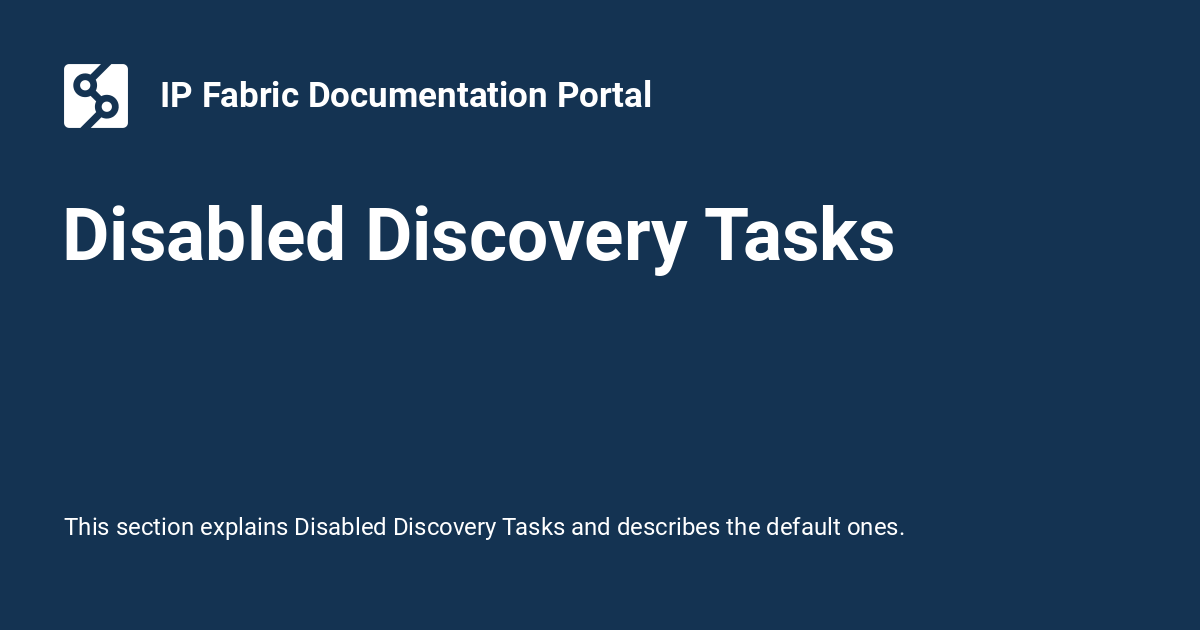 IP Fabric Documentation Portal
Disabled Discovery Tasks
This section explains Disabled Discovery Tasks and describes the default ones.